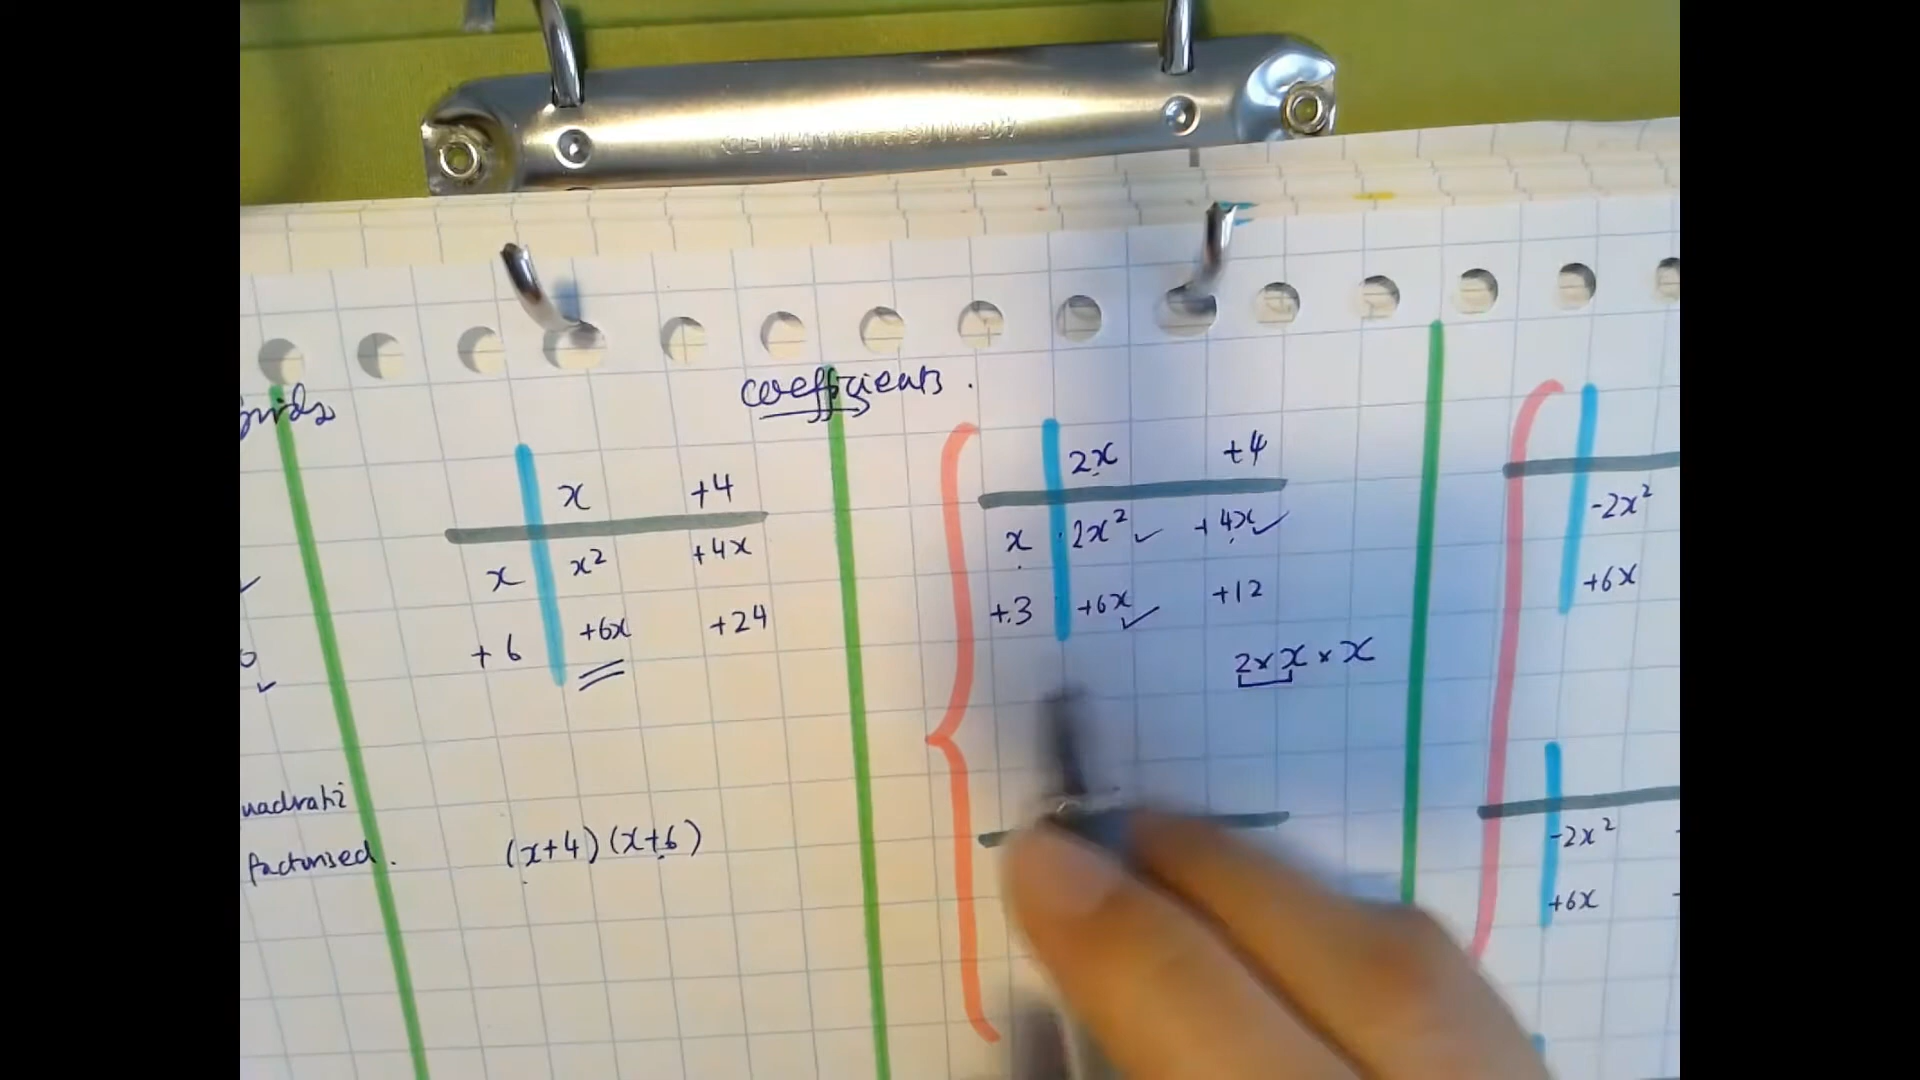 coefficients.
x +4
x x² +4x
+6 +6x +24
(x+4)(x+6)
2x +4
x 2x² +4x
+3 +6x +12
2×x×x
-2x²
+6x
-2x²
+6x
factorised.